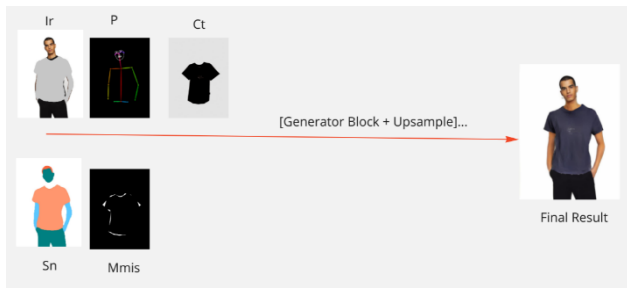 Ir
P
Ct
[Generator Block + Upsample]...
Final Result
Sn
Mmis